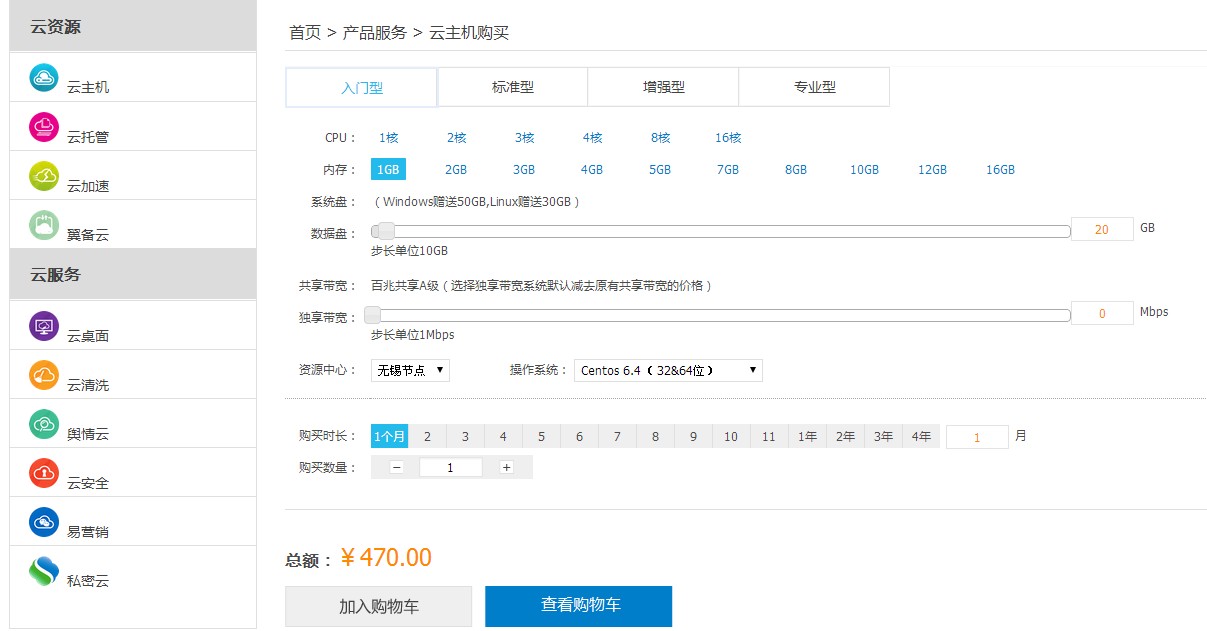 云资源
云主机
云托管
云加速
翼备云
云服务
云桌面
云清洗
舆情云
云安全
易营销
私密云
首页 > 产品服务 > 云主机购买
入门型 标准型 增强型 专业型
CPU： 1核 2核 3核 4核 8核 16核
内存： 1GB 2GB 3GB 4GB 5GB 7GB 8GB 10GB 12GB 16GB
系统盘： （Windows赠送50GB,Linux赠送30GB）
数据盘： 20 GB
步长单位10GB
共享带宽： 百兆共享A级（选择独享带宽系统默认减去原有共享带宽的价格）
独享带宽： 0 Mbps
步长单位1Mbps
资源中心： 无锡节点 操作系统： Centos 6.4（32&64位）
购买时长： 1个月 2 3 4 5 6 7 8 9 10 11 1年 2年 3年 4年 1 月
购买数量： － 1 +
总额：￥470.00
加入购物车 查看购物车